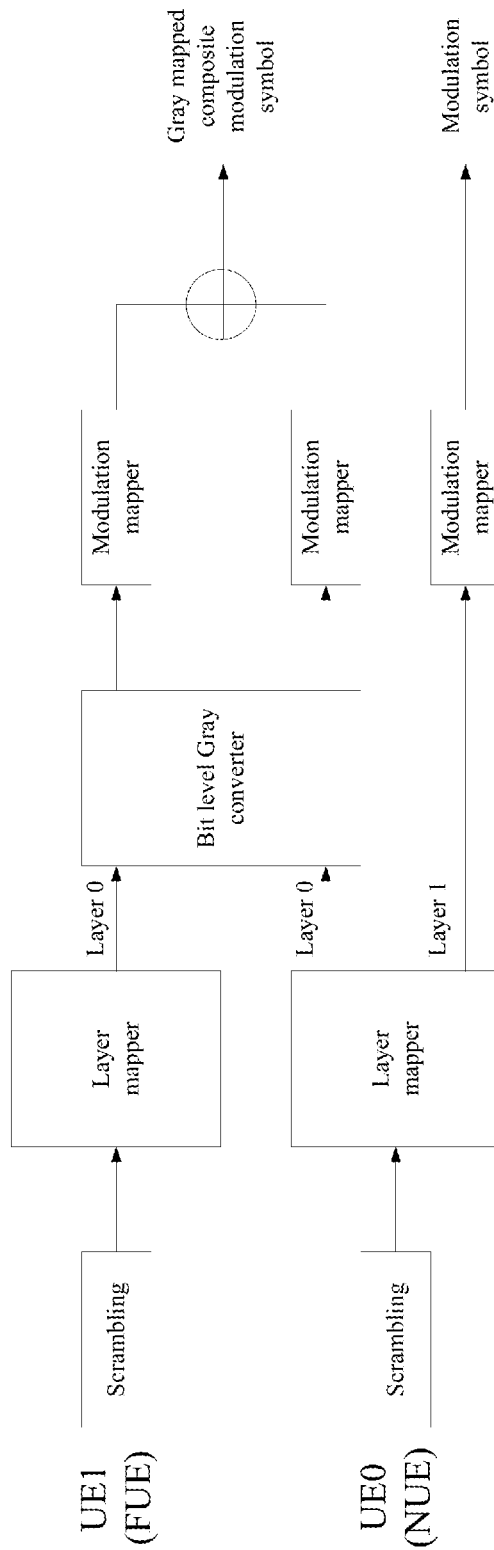 UE1
(FUE)
Scrambling
Layer
mapper
Layer 0
Bit level Gray
converter
Modulation
mapper
Gray mapped
composite
modulation
symbol
UE0
(NUE)
Scrambling
Layer
mapper
Layer 0
Layer 1
Modulation
mapper
Modulation
mapper
Modulation
symbol